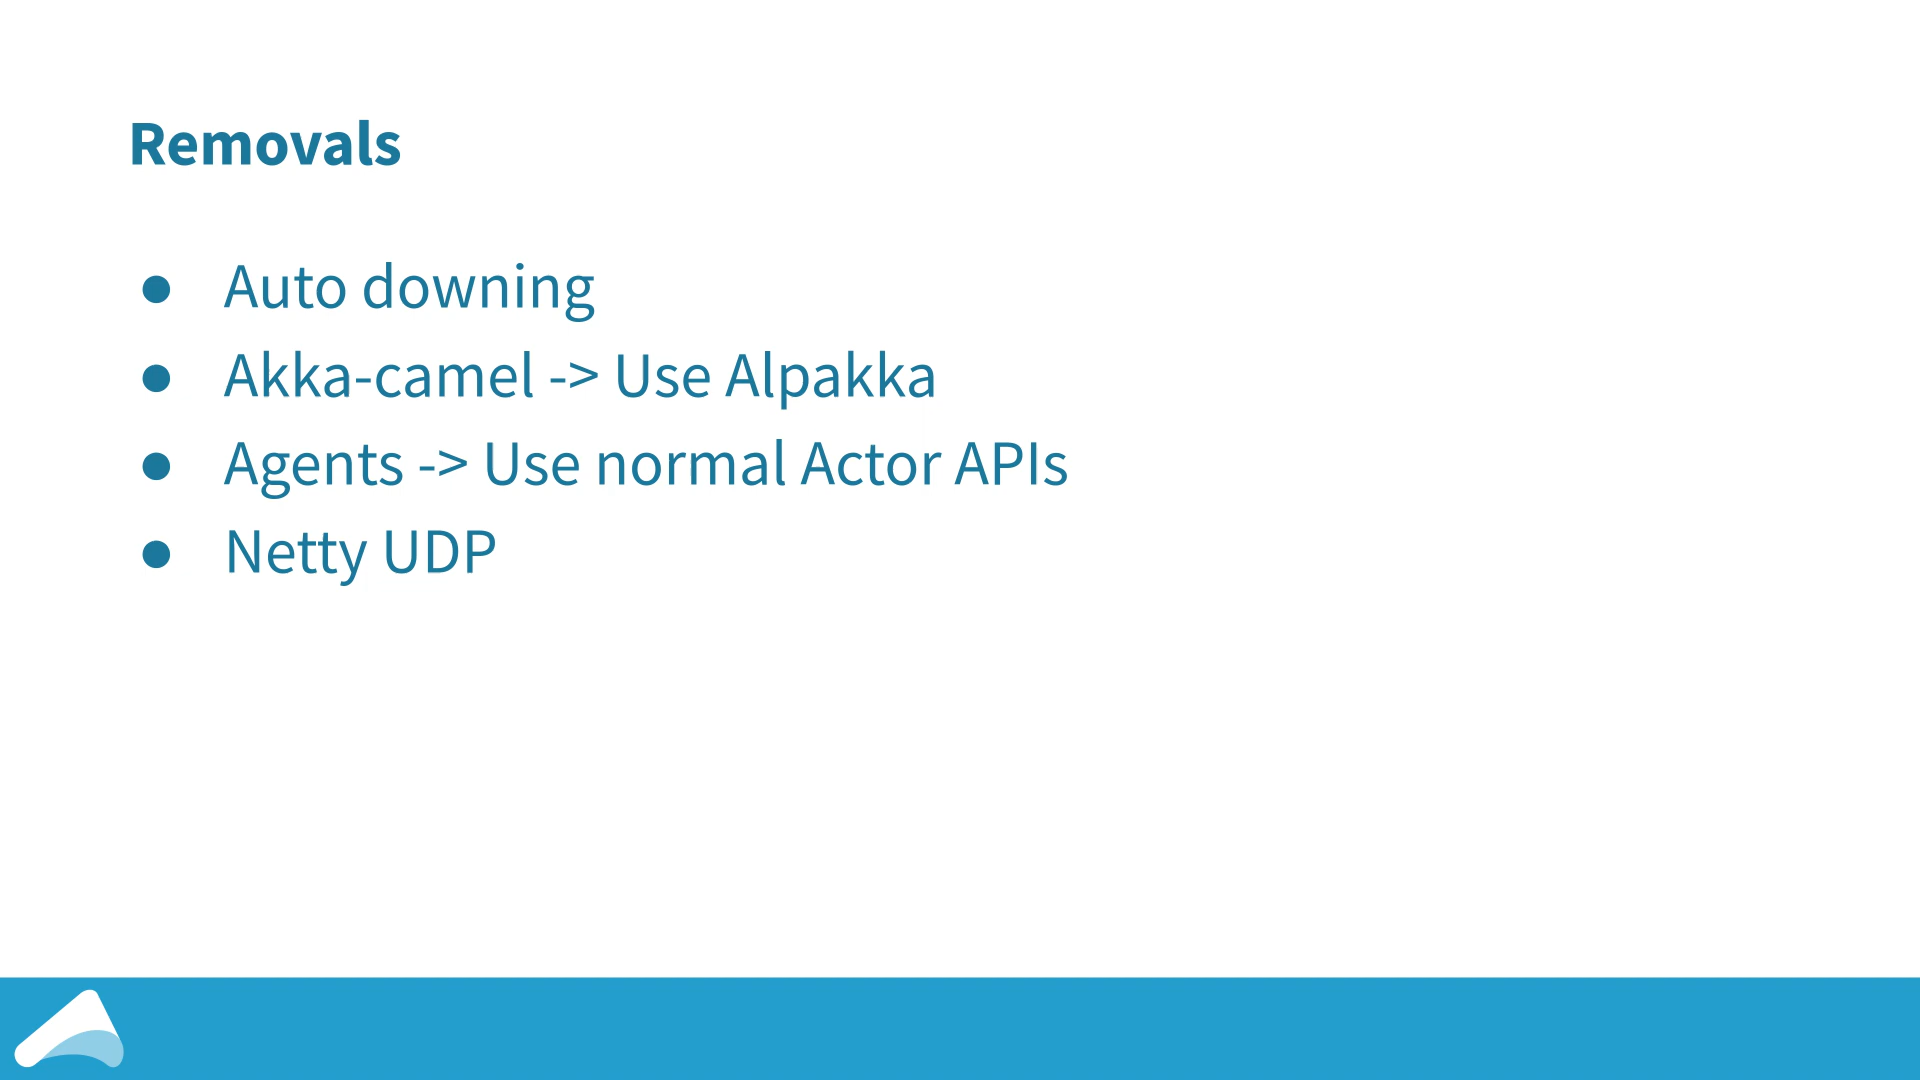 Removals
● Auto downing
● Akka-camel -> Use Alpakka
● Agents -> Use normal Actor APIs
● Netty UDP